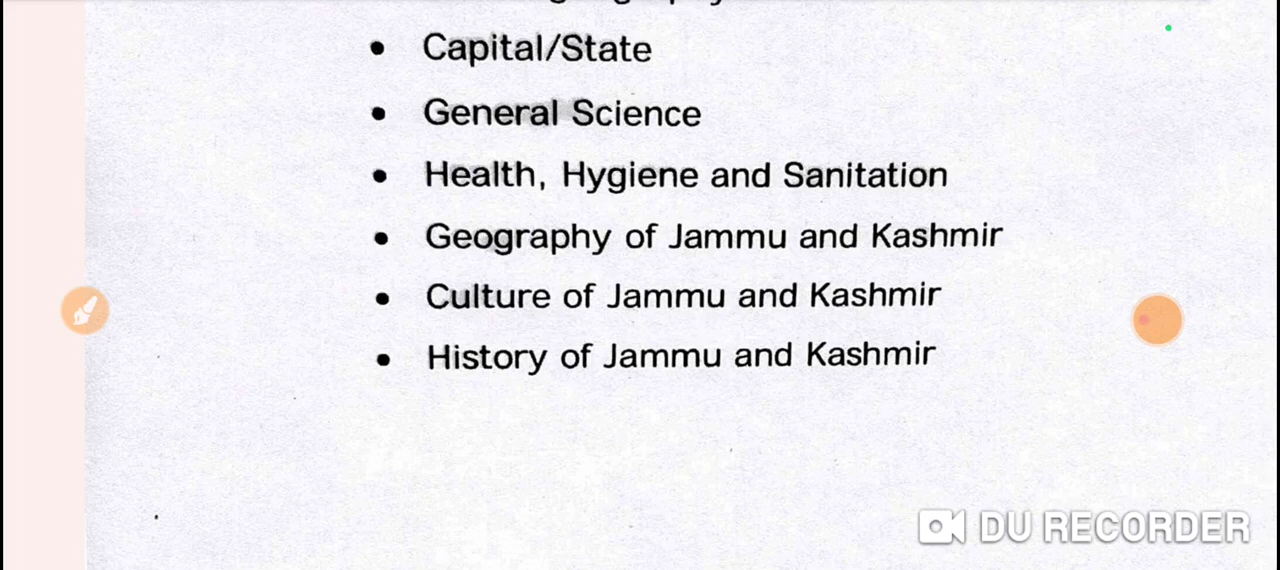 • Capital/State
• General Science
• Health, Hygiene and Sanitation
• Geography of Jammu and Kashmir
• Culture of Jammu and Kashmir
• History of Jammu and Kashmir
DU RECORDER